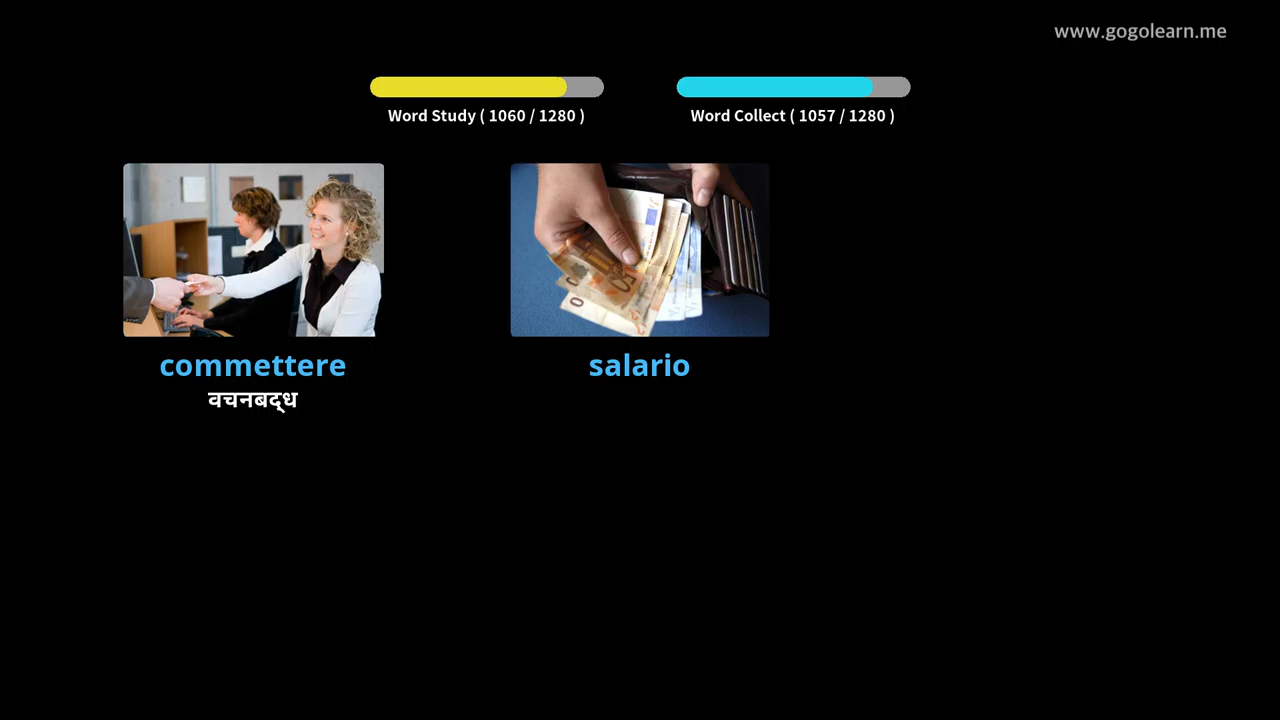 www.gogolearn.me
Word Study ( 1060 / 1280 )
Word Collect ( 1057 / 1280 )
commettere
वचनबद्ध
salario